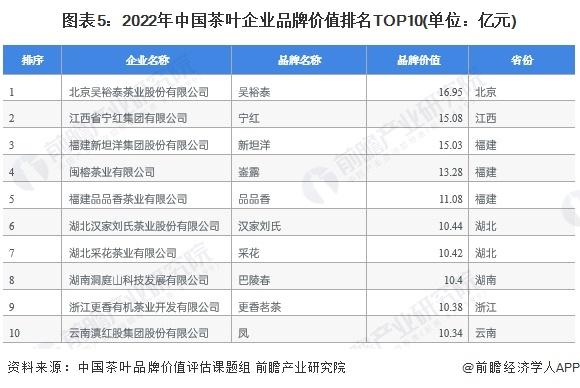 图表5：2022年中国茶叶企业品牌价值排名TOP10(单位：亿元)
排序 企业名称 品牌名称 品牌价值 省份
1 北京吴裕泰茶业股份有限公司 吴裕泰 16.95 北京
2 江西省宁红集团有限公司 宁红 15.08 江西
3 福建新坦洋集团股份有限公司 新坦洋 15.03 福建
4 闽榕茶业有限公司 崟露 13.28 福建
5 福建品品香茶业有限公司 品品香 11.08 福建
6 湖北汉家刘氏茶业股份有限公司 汉家刘氏 10.44 湖北
7 湖北采花茶业有限公司 采花 10.42 湖北
8 湖南洞庭山科技发展有限公司 巴陵春 10.4 湖南
9 浙江更香有机茶业开发有限公司 更香茗茶 10.38 浙江
10 云南滇红股集团股份有限公司 凤 10.34 云南
资料来源：中国茶叶品牌价值评估课题组 前瞻产业研究院 @前瞻经济学人APP